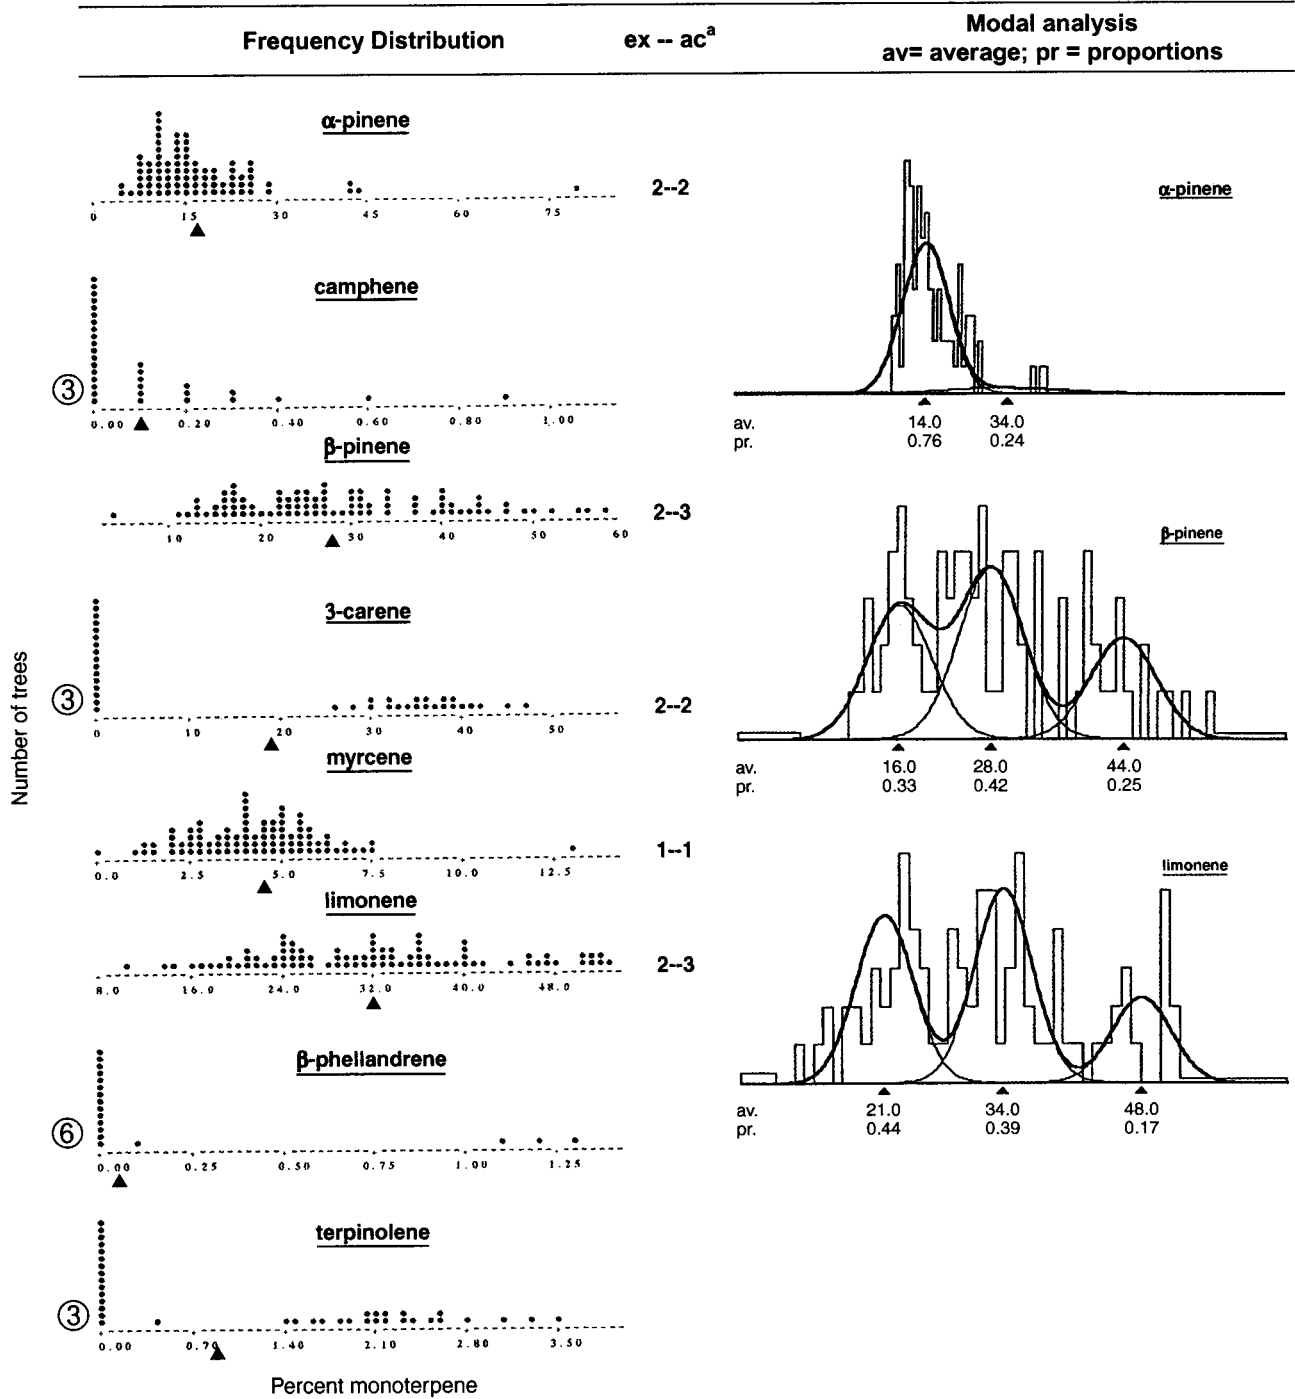 Frequency Distribution ex -- acᵃ Modal analysis
av= average; pr = proportions
α-pinene
0 15 30 45 60 75
2--2
camphene
③
0.00 0.20 0.40 0.60 0.80 1.00
β-pinene
10 20 30 40 50 60
2--3
3-carene
③
0 10 20 30 40 50
2--2
myrcene
0.0 2.5 5.0 7.5 10.0 12.5
1--1
limonene
8.0 16.0 24.0 32.0 40.0 48.0
2--3
β-phellandrene
⑥
0.00 0.25 0.50 0.75 1.00 1.25
terpinolene
③
0.00 0.70 1.40 2.10 2.80 3.50
Number of trees
Percent monoterpene
α-pinene
av. 14.0 34.0
pr. 0.76 0.24
β-pinene
av. 16.0 28.0 44.0
pr. 0.33 0.42 0.25
limonene
av. 21.0 34.0 48.0
pr. 0.44 0.39 0.17